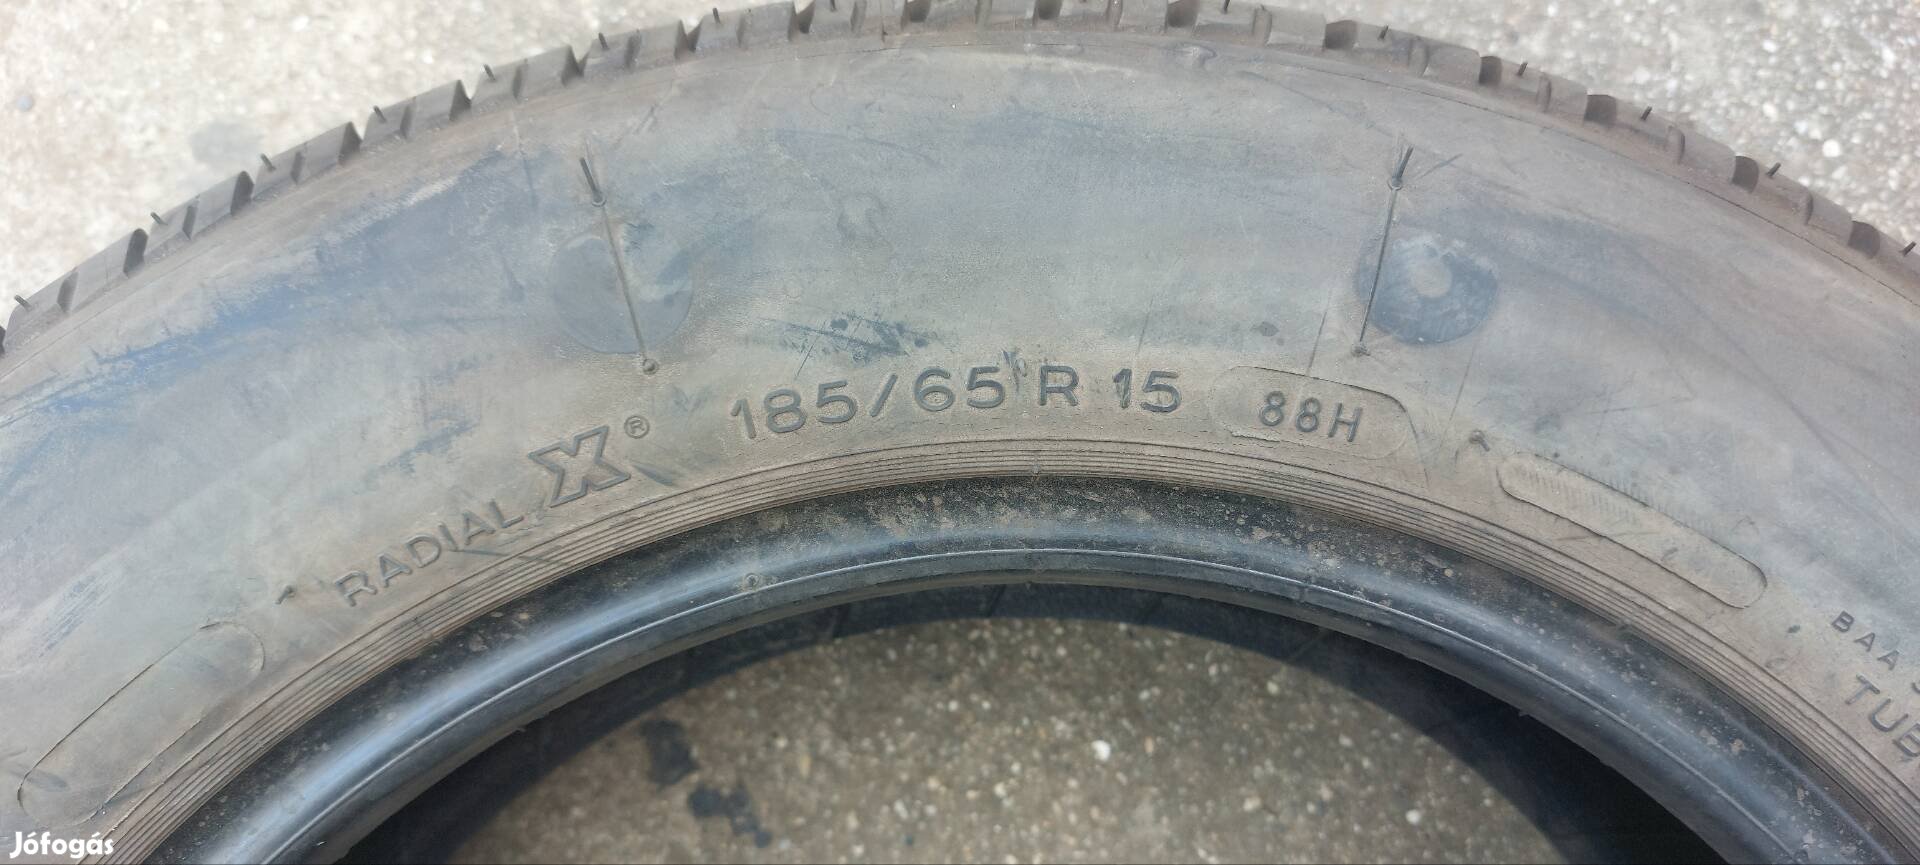 RADIAL X® 185/65 R 15 88H
BAA
TUB
Jófogás